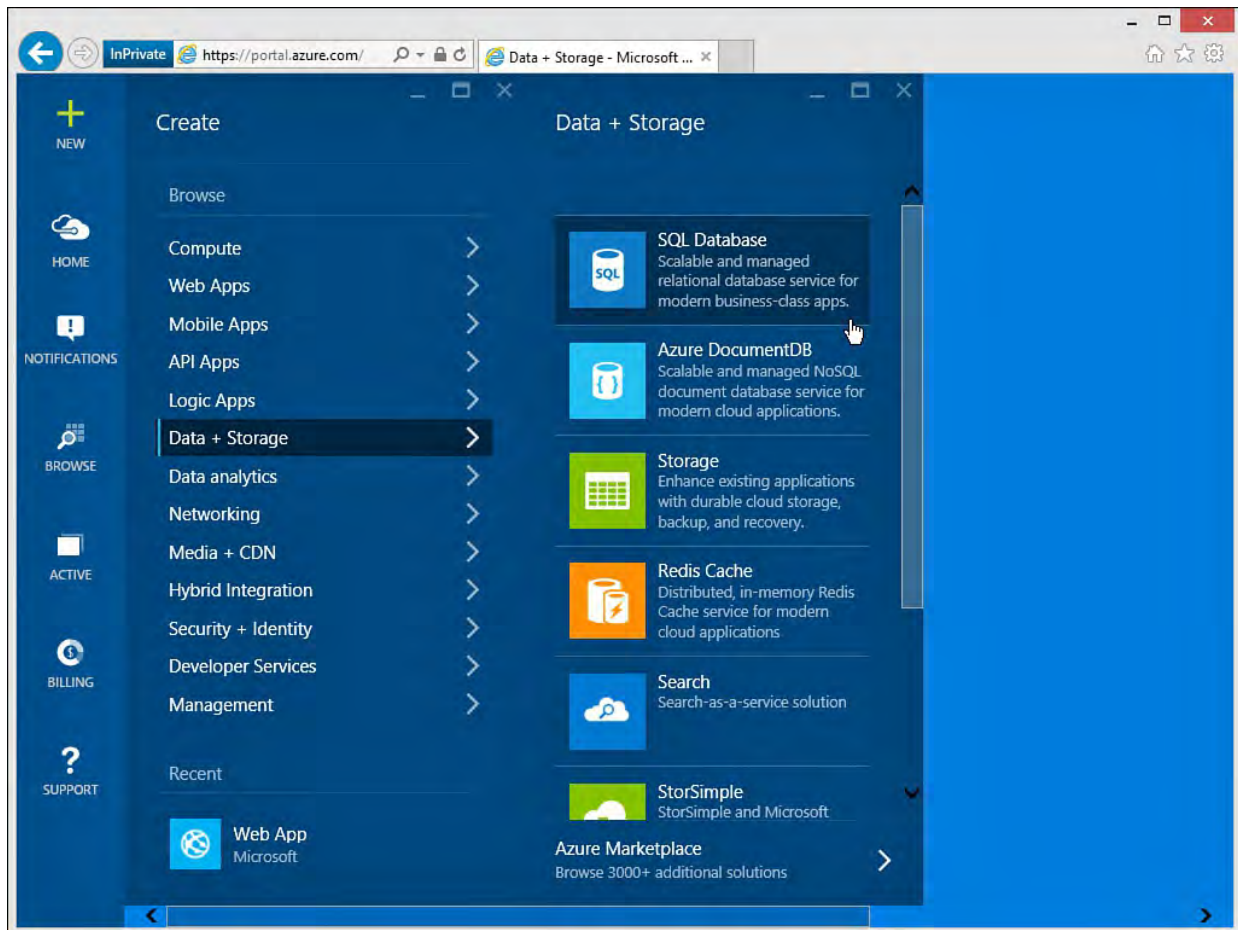 InPrivate
https://portal.azure.com/
Data + Storage - Microsoft ...
NEW
HOME
NOTIFICATIONS
BROWSE
ACTIVE
BILLING
SUPPORT
Create
Browse
Compute
Web Apps
Mobile Apps
API Apps
Logic Apps
Data + Storage
Data analytics
Networking
Media + CDN
Hybrid Integration
Security + Identity
Developer Services
Management
Recent
Web App
Microsoft
Data + Storage
SQL
SQL Database
Scalable and managed
relational database service for
modern business-class apps.
Azure DocumentDB
Scalable and managed NoSQL
document database service for
modern cloud applications.
Storage
Enhance existing applications
with durable cloud storage,
backup, and recovery.
Redis Cache
Distributed, in-memory Redis
Cache service for modern
cloud applications
Search
Search-as-a-service solution
StorSimple
StorSimple and Microsoft
Azure Marketplace
Browse 3000+ additional solutions